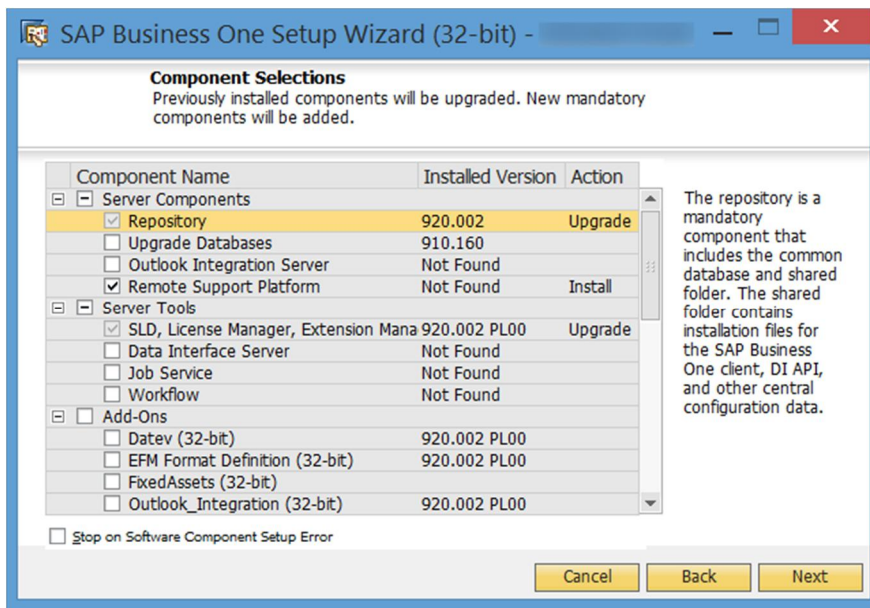 SAP Business One Setup Wizard (32-bit) -
Component Selections
Previously installed components will be upgraded. New mandatory
components will be added.
Component Name Installed Version Action
Server Components
Repository 920.002 Upgrade
Upgrade Databases 910.160
Outlook Integration Server Not Found
Remote Support Platform Not Found Install
Server Tools
SLD, License Manager, Extension Mana 920.002 PL00 Upgrade
Data Interface Server Not Found
Job Service Not Found
Workflow Not Found
Add-Ons
Datev (32-bit) 920.002 PL00
EFM Format Definition (32-bit) 920.002 PL00
FixedAssets (32-bit)
Outlook_Integration (32-bit) 920.002 PL00
The repository is a
mandatory
component that
includes the common
database and shared
folder. The shared
folder contains
installation files for
the SAP Business
One client, DI API,
and other central
configuration data.
Stop on Software Component Setup Error
Cancel Back Next